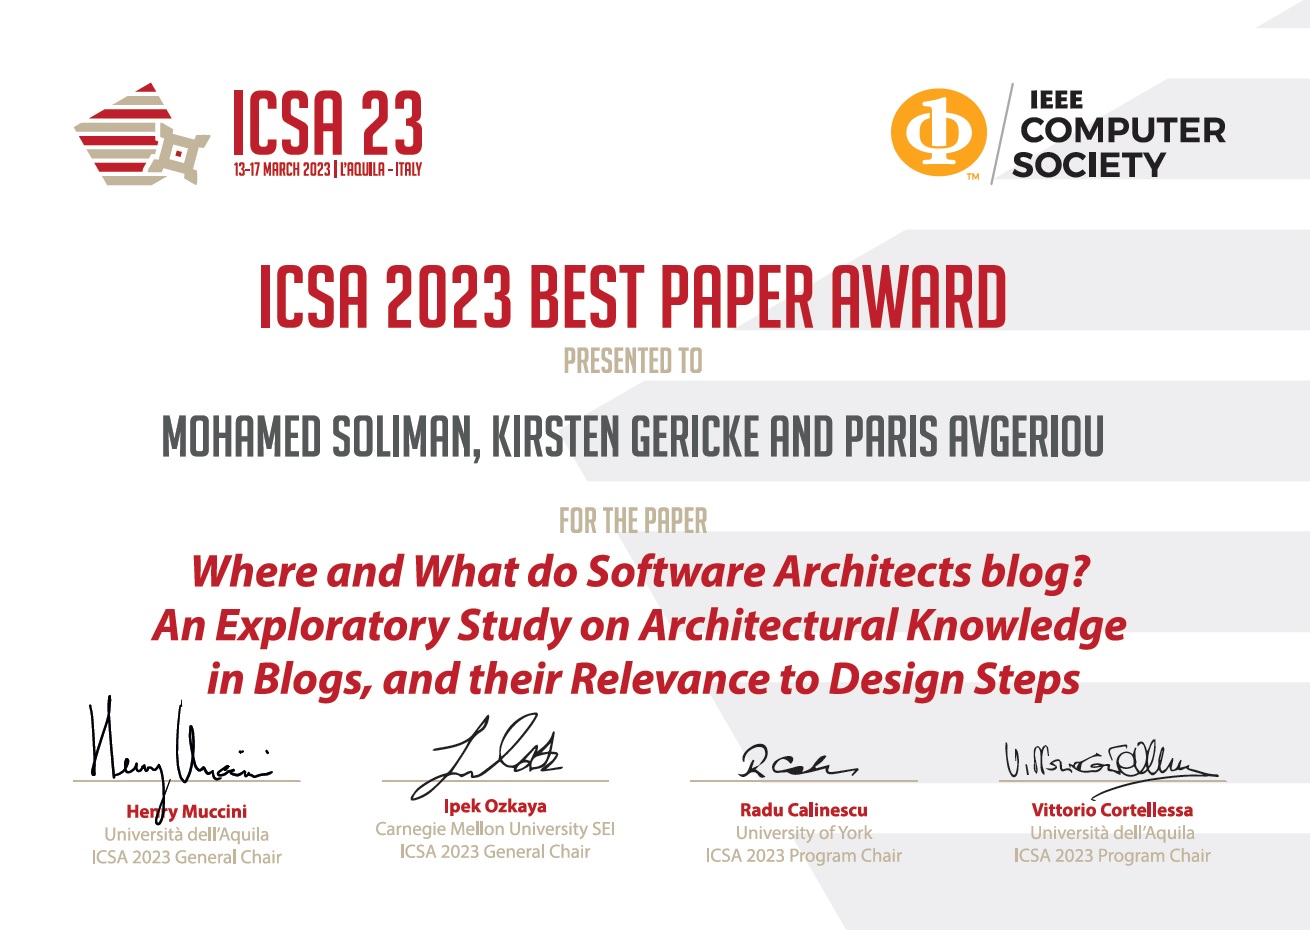 ICSA 23
13-17 MARCH 2023 | L'AQUILA - ITALY
IEEE
COMPUTER
SOCIETY
TM
ICSA 2023 BEST PAPER AWARD
PRESENTED TO
MOHAMED SOLIMAN, KIRSTEN GERICKE AND PARIS AVGERIOU
FOR THE PAPER
Where and What do Software Architects blog?
An Exploratory Study on Architectural Knowledge
in Blogs, and their Relevance to Design Steps
Henry Muccini
Università dell'Aquila
ICSA 2023 General Chair
Ipek Ozkaya
Carnegie Mellon University SEI
ICSA 2023 General Chair
Radu Calinescu
University of York
ICSA 2023 Program Chair
Vittorio Cortellessa
Università dell'Aquila
ICSA 2023 Program Chair